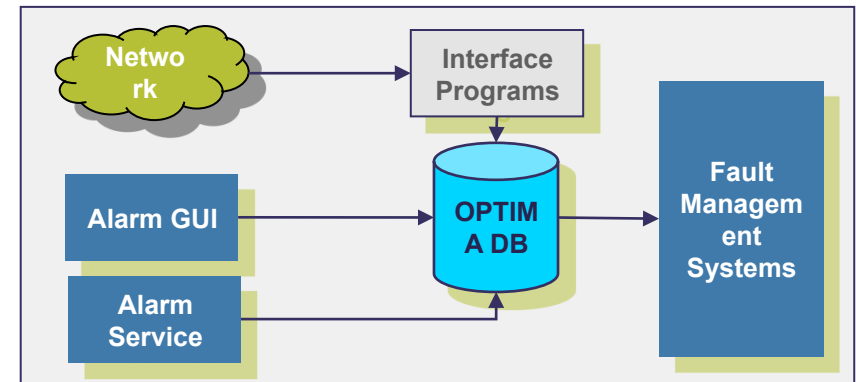 Netwo
rk
Interface
Programs
Alarm GUI
OPTIM
A DB
Fault
Managem
ent
Systems
Alarm
Service